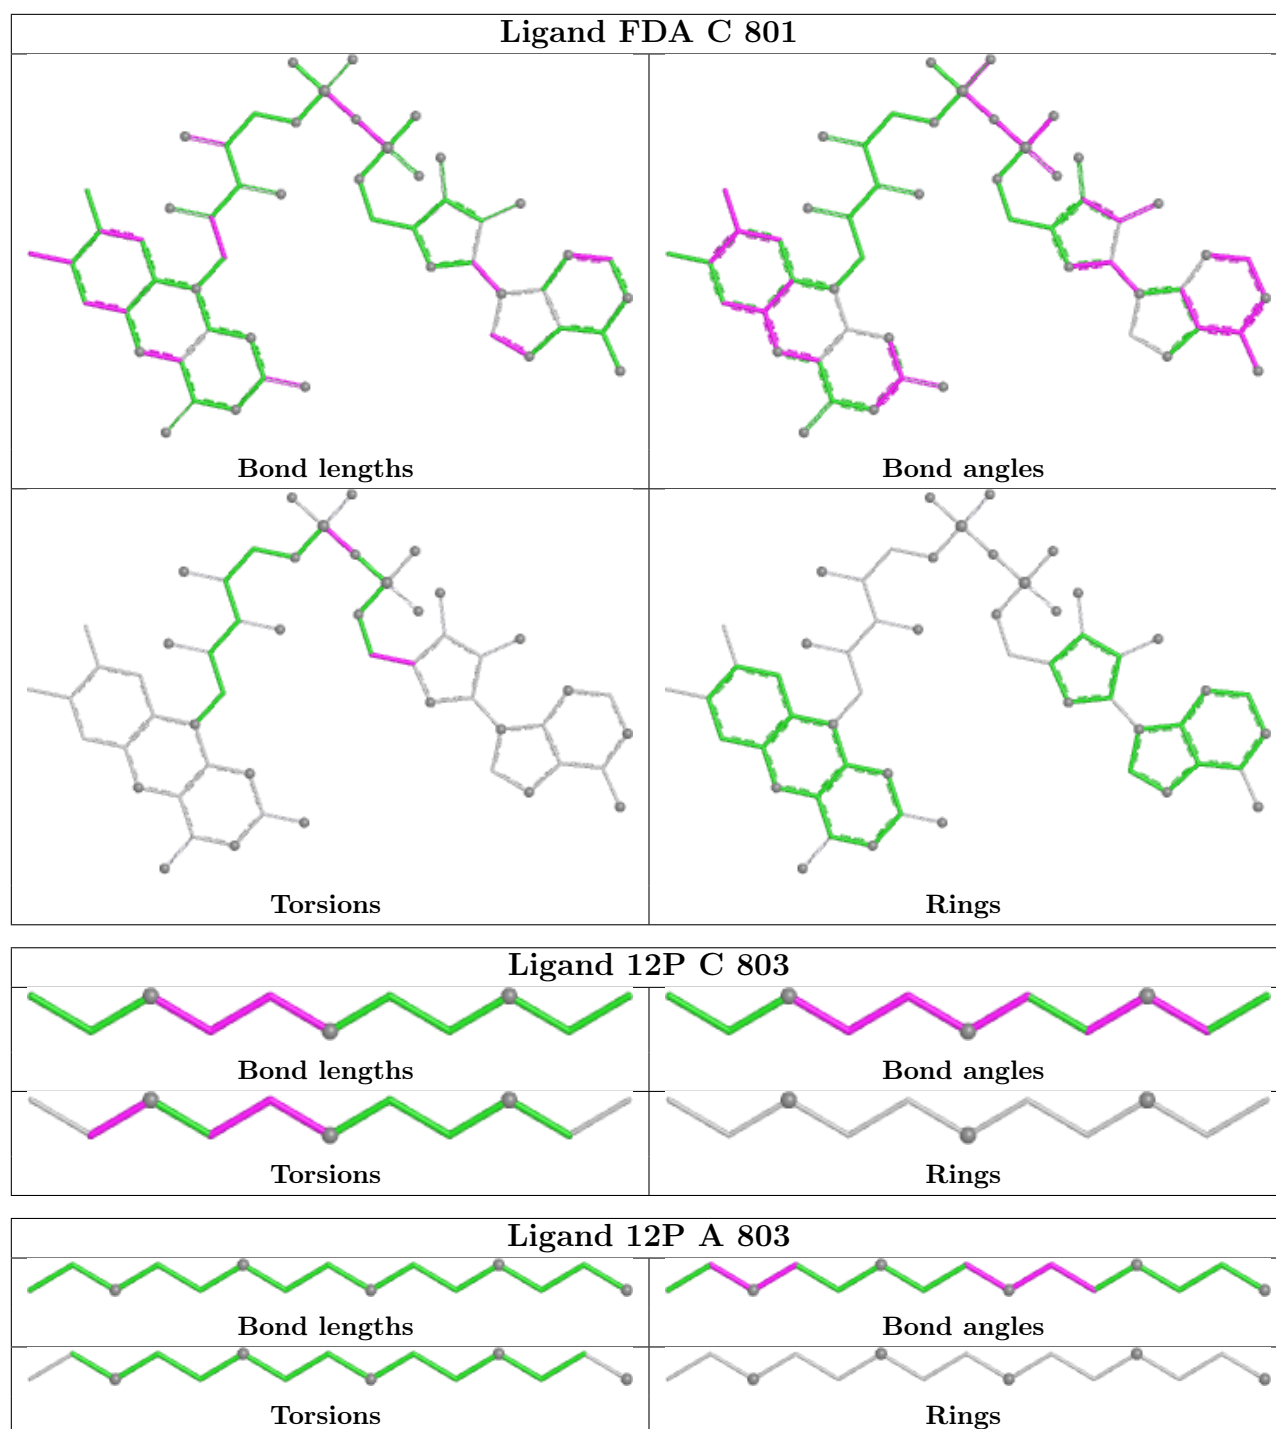 Ligand FDA C 801
Bond lengths
Bond angles
Torsions
Rings
Ligand 12P C 803
Bond lengths
Bond angles
Torsions
Rings
Ligand 12P A 803
Bond lengths
Bond angles
Torsions
Rings